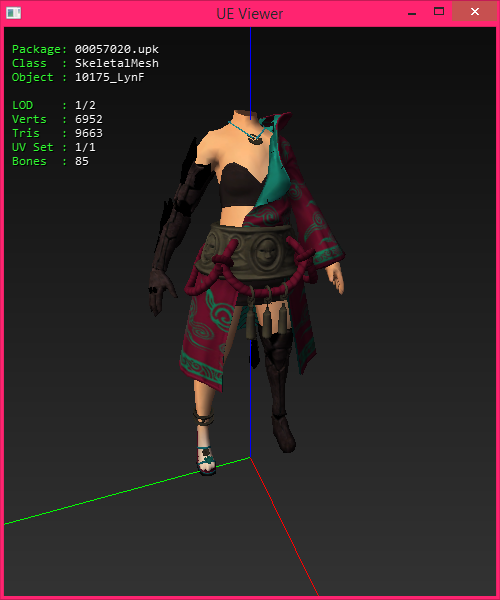 UE Viewer
Package: 00057020.upk
Class : SkeletalMesh
Object : 10175_LynF
LOD : 1/2
Verts : 6952
Tris : 9663
UV Set : 1/1
Bones : 85